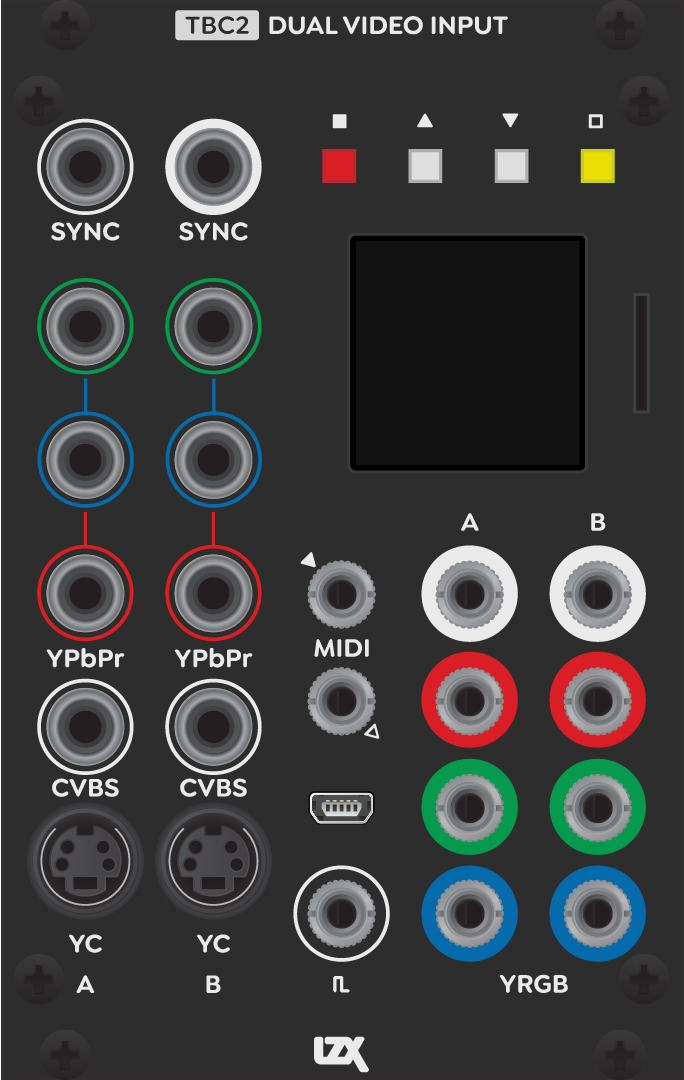 TBC2 DUAL VIDEO INPUT
SYNC SYNC
A B
MIDI
YPbPr YPbPr
CVBS CVBS
YC YC
A B YRGB
LZX